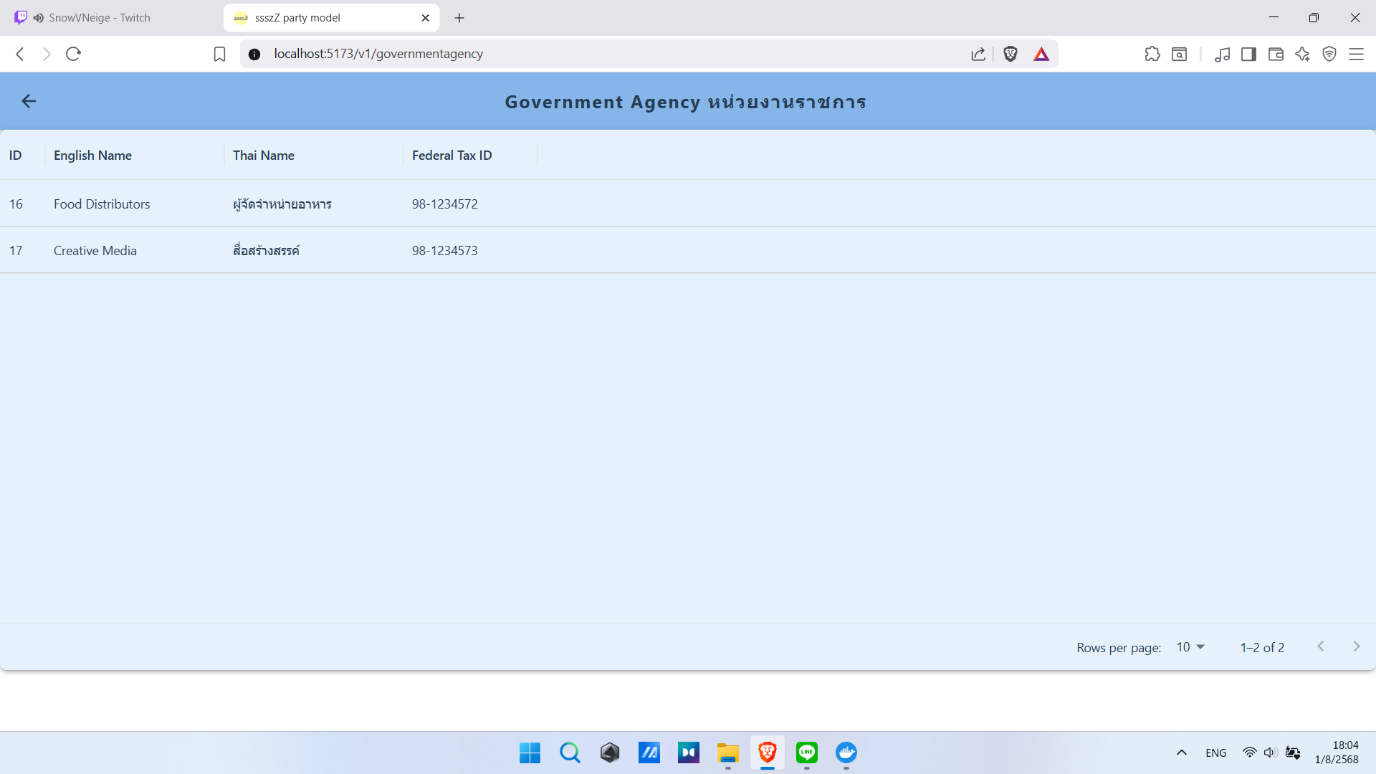 SnowVNeige - Twitch
ssszZ party model
localhost:5173/v1/governmentagency
Government Agency หน่วยงานราชการ
ID English Name Thai Name Federal Tax ID
16 Food Distributors ผู้จัดจำหน่ายอาหาร 98-1234572
17 Creative Media สื่อสร้างสรรค์ 98-1234573
Rows per page: 10 1–2 of 2
LINE
ENG
18:04
1/8/2568